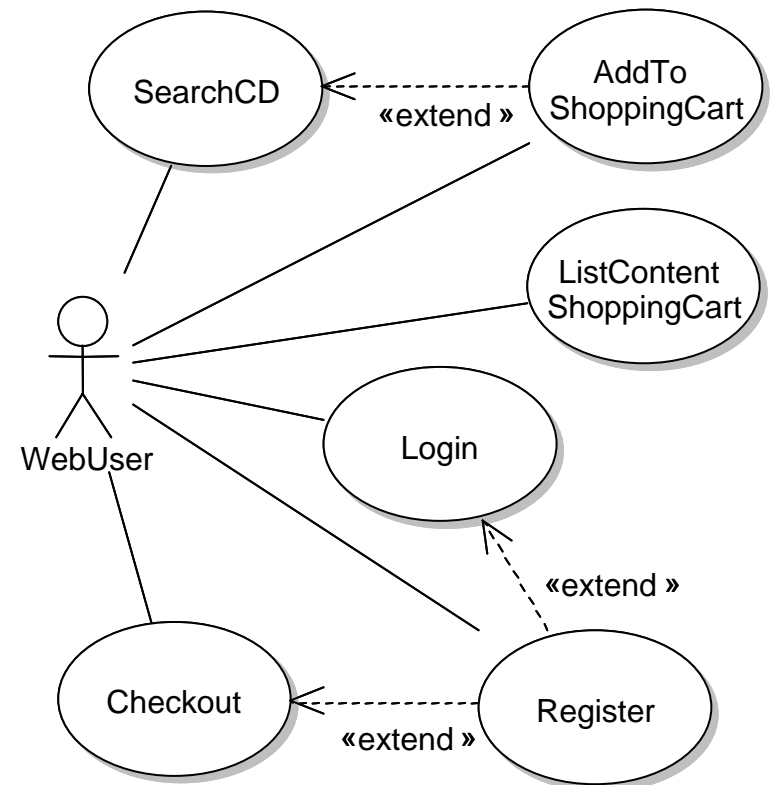 SearchCD
AddTo
ShoppingCart
«extend »
ListContent
ShoppingCart
Login
WebUser
«extend »
Checkout
Register
«extend »